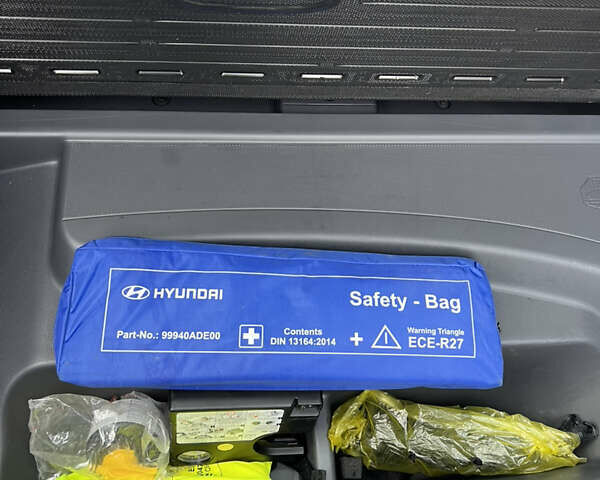 HYUNDAI
Safety - Bag
Part-No.: 99940ADE00
Contents
DIN 13164:2014
+
Warning Triangle
ECE-R27